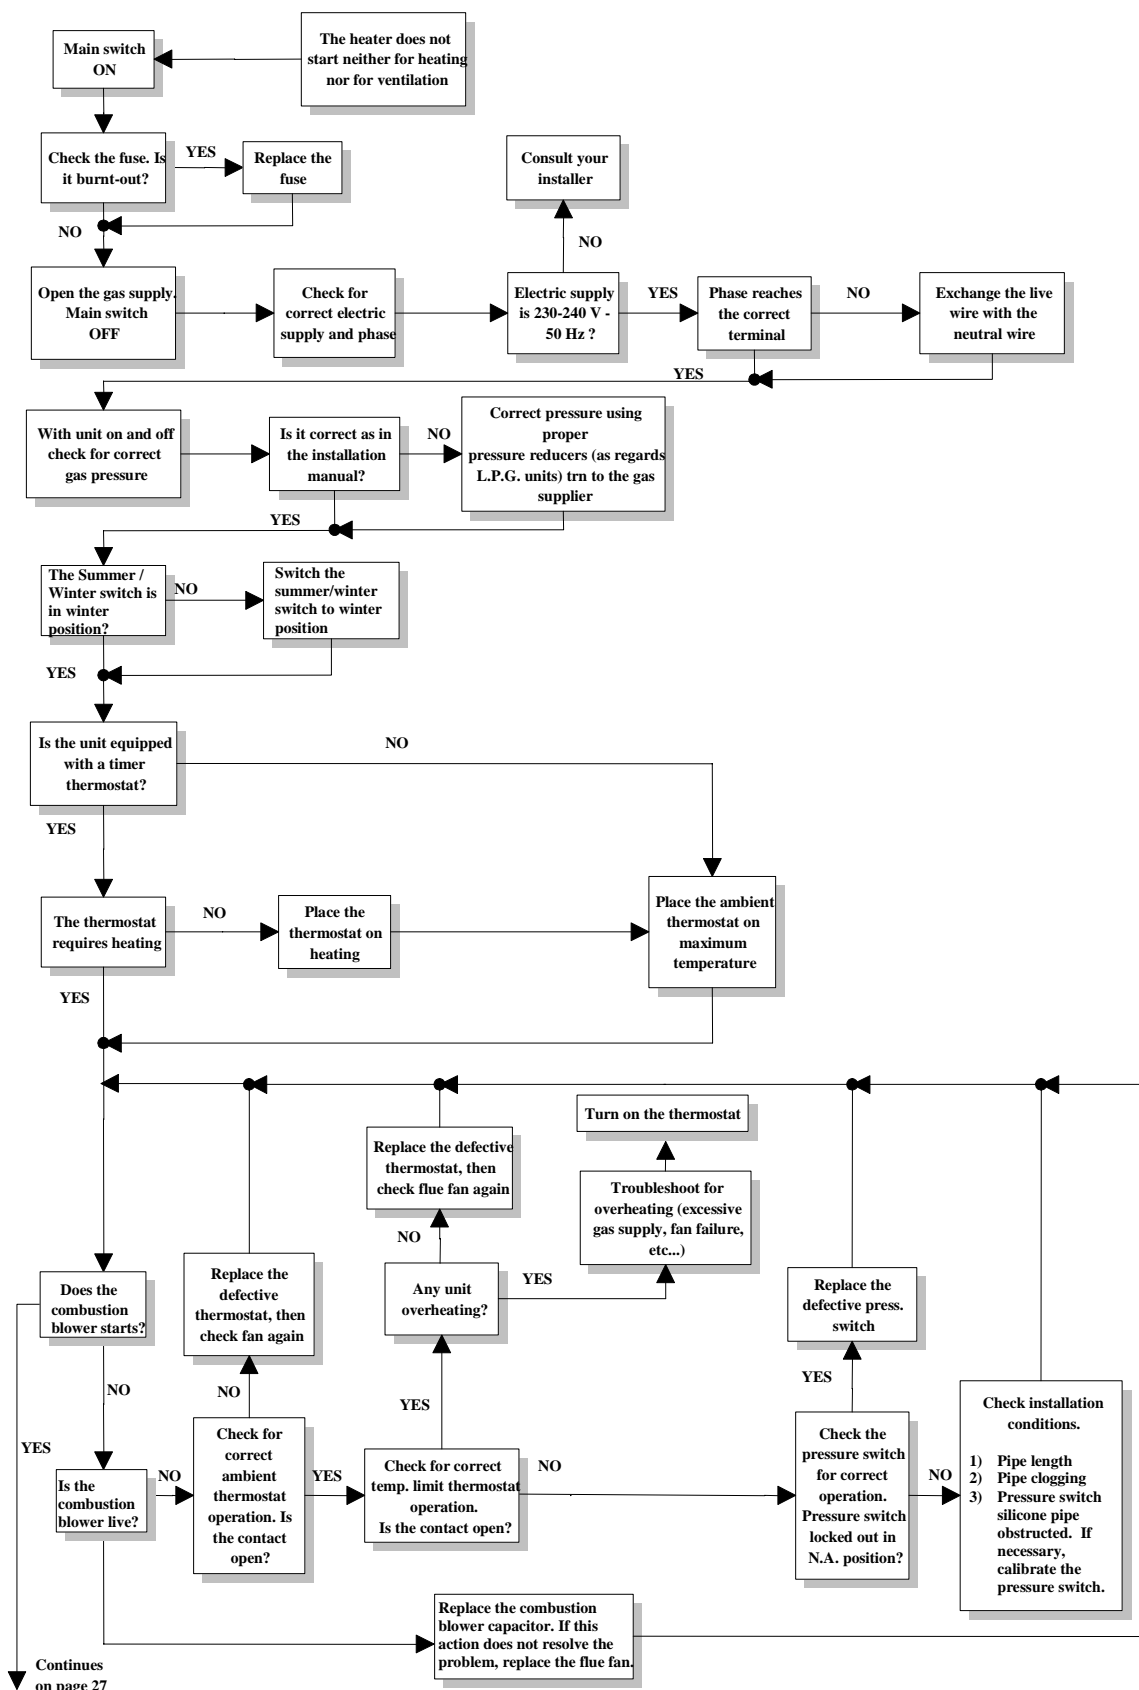 The heater does not
start neither for heating
nor for ventilation
Main switch
ON
Check the fuse. Is
it burnt-out?
YES
Replace the
fuse
NO
Consult your
installer
NO
Open the gas supply.
Main switch
OFF
Check for
correct electric
supply and phase
Electric supply
is 230-240 V -
50 Hz ?
YES
Phase reaches
the correct
terminal
NO
Exchange the live
wire with the
neutral wire
YES
With unit on and off
check for correct
gas pressure
Is it correct as in
the installation
manual?
NO
Correct pressure using
proper
pressure reducers (as regards
L.P.G. units) trn to the gas
supplier
YES
The Summer /
Winter switch is
in winter
position?
NO
Switch the
summer/winter
switch to winter
position
YES
Is the unit equipped
with a timer
thermostat?
NO
YES
The thermostat
requires heating
NO
Place the
thermostat on
heating
Place the ambient
thermostat on
maximum
temperature
YES
Turn on the thermostat
Replace the defective
thermostat, then
check flue fan again
Troubleshoot for
overheating (excessive
gas supply, fan failure,
etc...)
NO
Does the
combustion
blower starts?
Replace the
defective
thermostat, then
check fan again
Any unit
overheating?
YES
Replace the
defective press.
switch
NO
NO
YES
YES
YES
Is the
combustion
blower live?
NO
Check for
correct
ambient
thermostat
operation. Is
the contact
open?
YES
Check for correct
temp. limit thermostat
operation.
Is the contact open?
NO
Check the
pressure switch
for correct
operation.
Pressure switch
locked out in
N.A. position?
NO
Check installation
conditions.
1) Pipe length
2) Pipe clogging
3) Pressure switch
silicone pipe
obstructed. If
necessary,
calibrate the
pressure switch.
Replace the combustion
blower capacitor. If this
action does not resolve the
problem, replace the flue fan.
Continues
on page 27